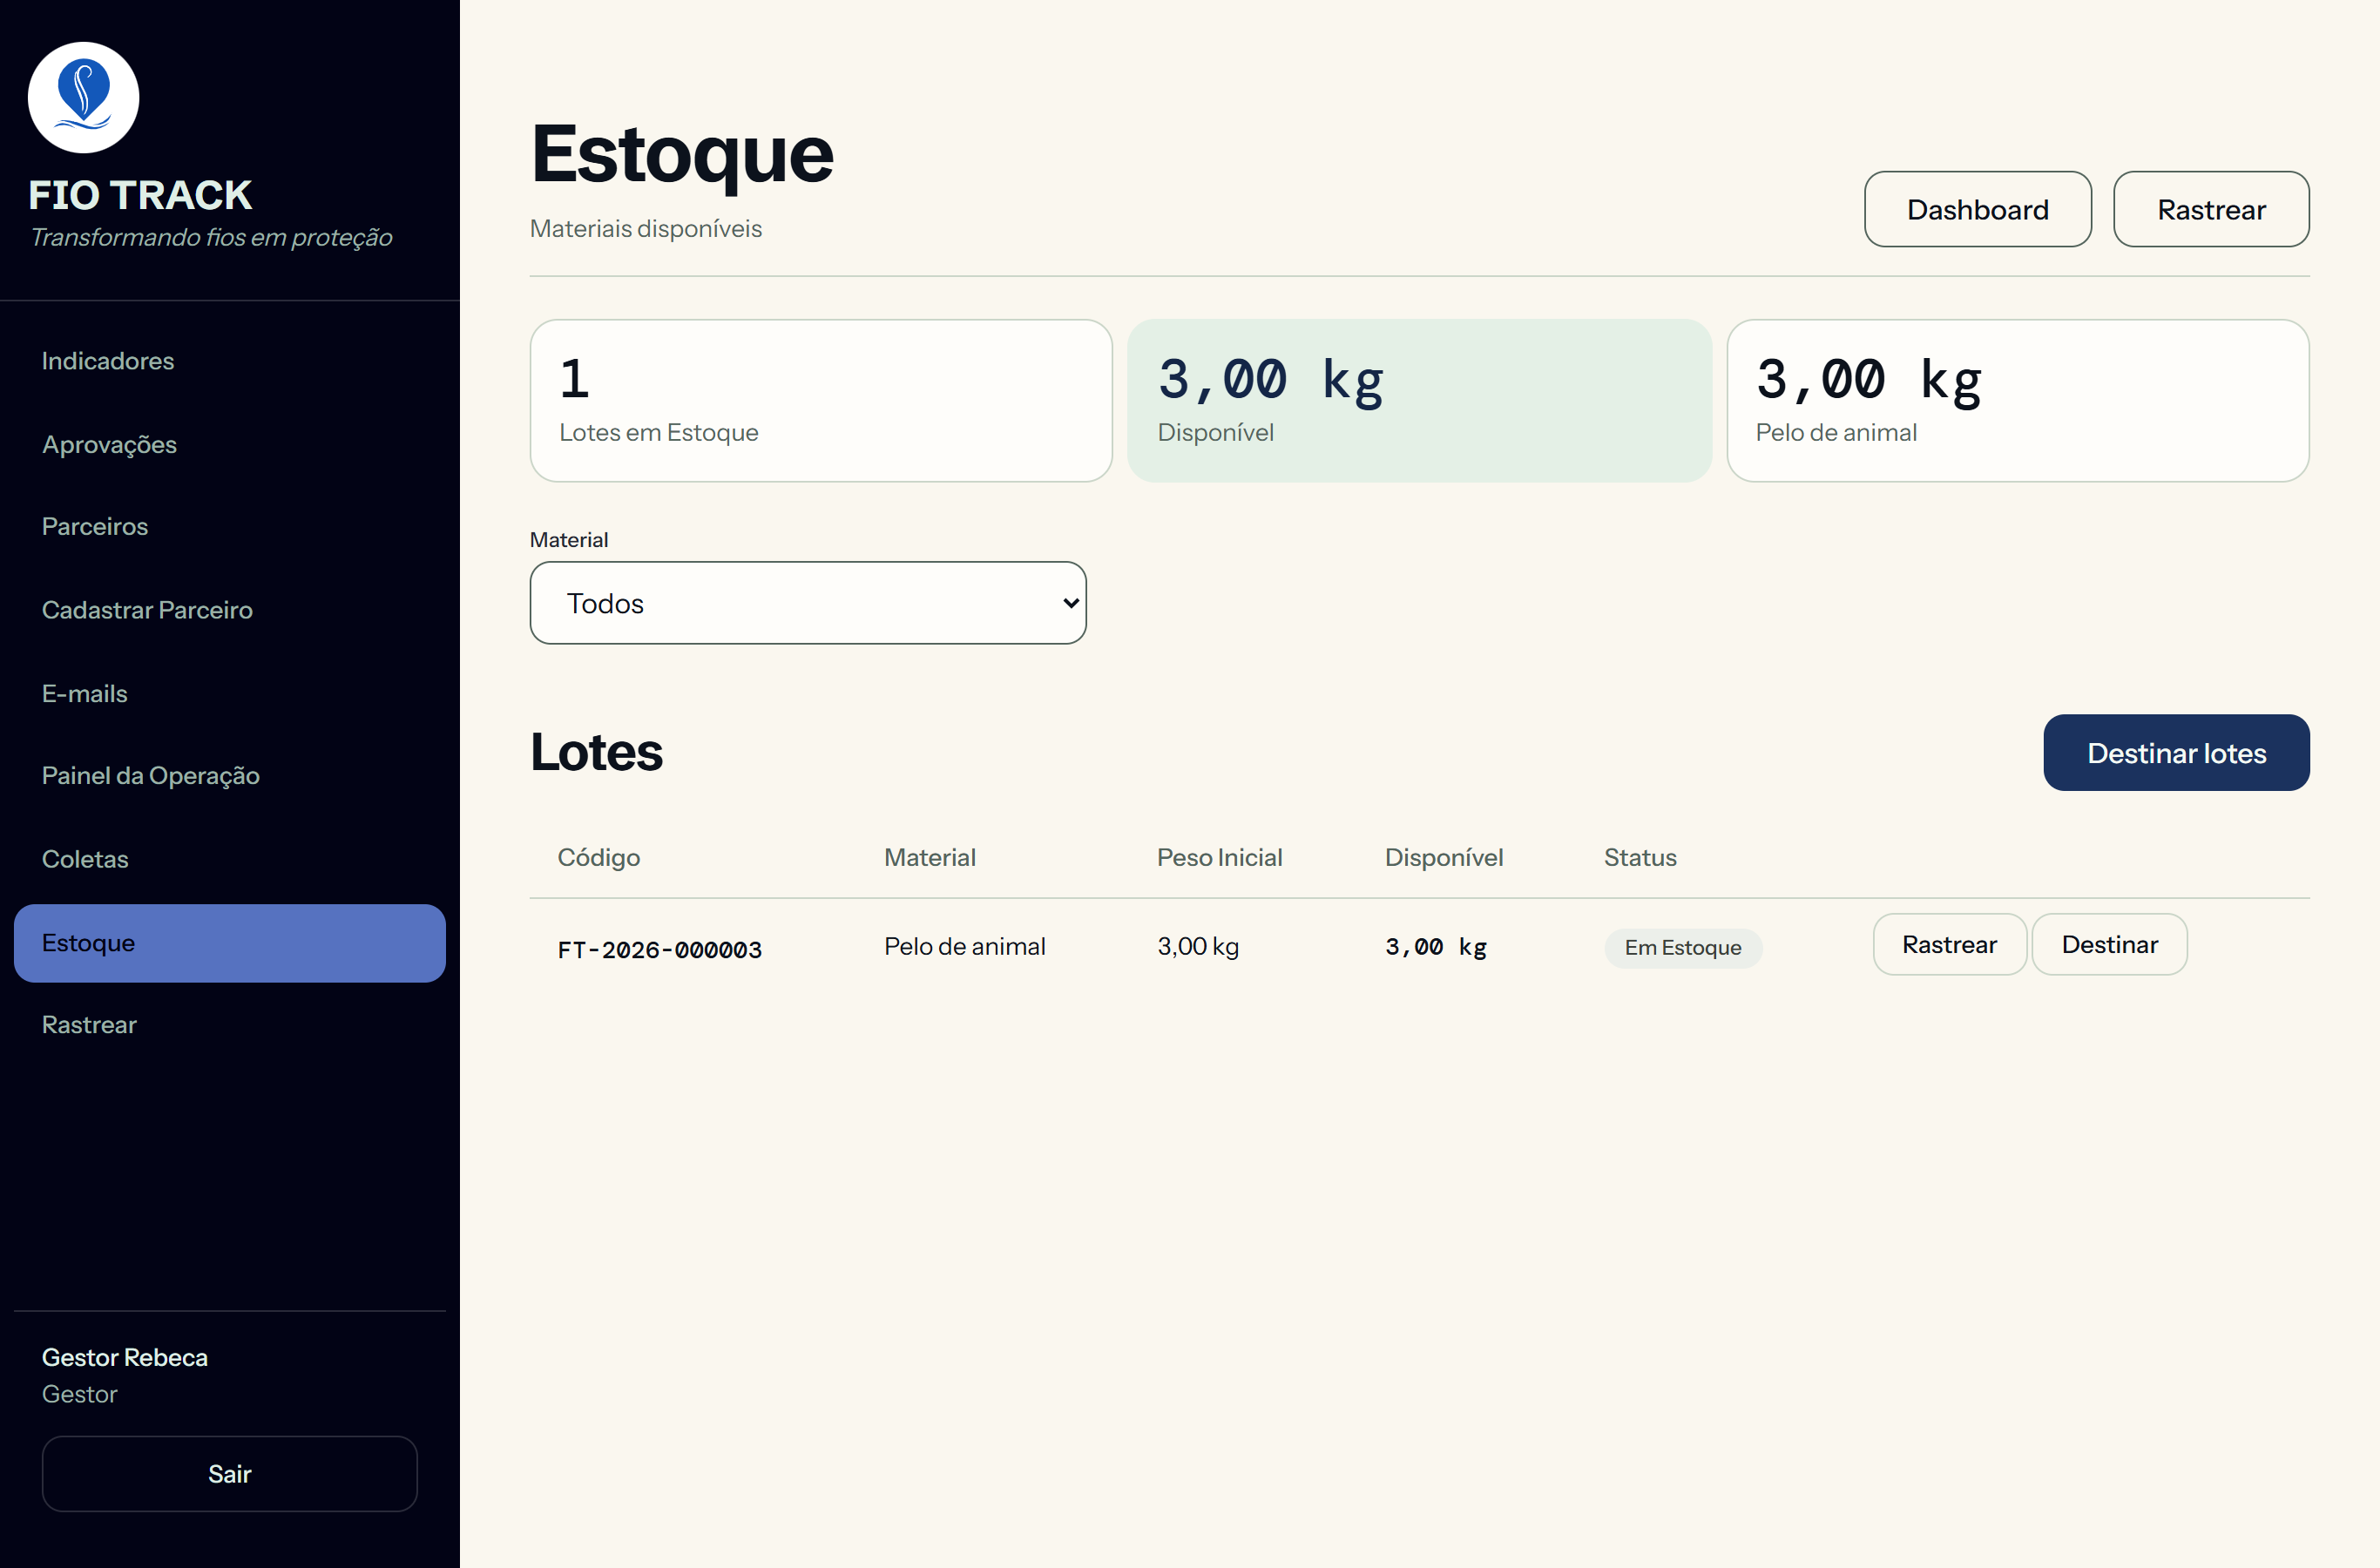 FIO TRACK
Transformando fios em proteção
Indicadores
Aprovações
Parceiros
Cadastrar Parceiro
E-mails
Painel da Operação
Coletas
Estoque
Rastrear
Gestor Rebeca
Gestor
Sair
Estoque
Materiais disponíveis
Dashboard
Rastrear
1
Lotes em Estoque
3,00 kg
Disponível
3,00 kg
Pelo de animal
Material
Todos
Lotes
Destinar lotes
Código Material Peso Inicial Disponível Status
FT-2026-000003 Pelo de animal 3,00 kg 3,00 kg Em Estoque Rastrear Destinar